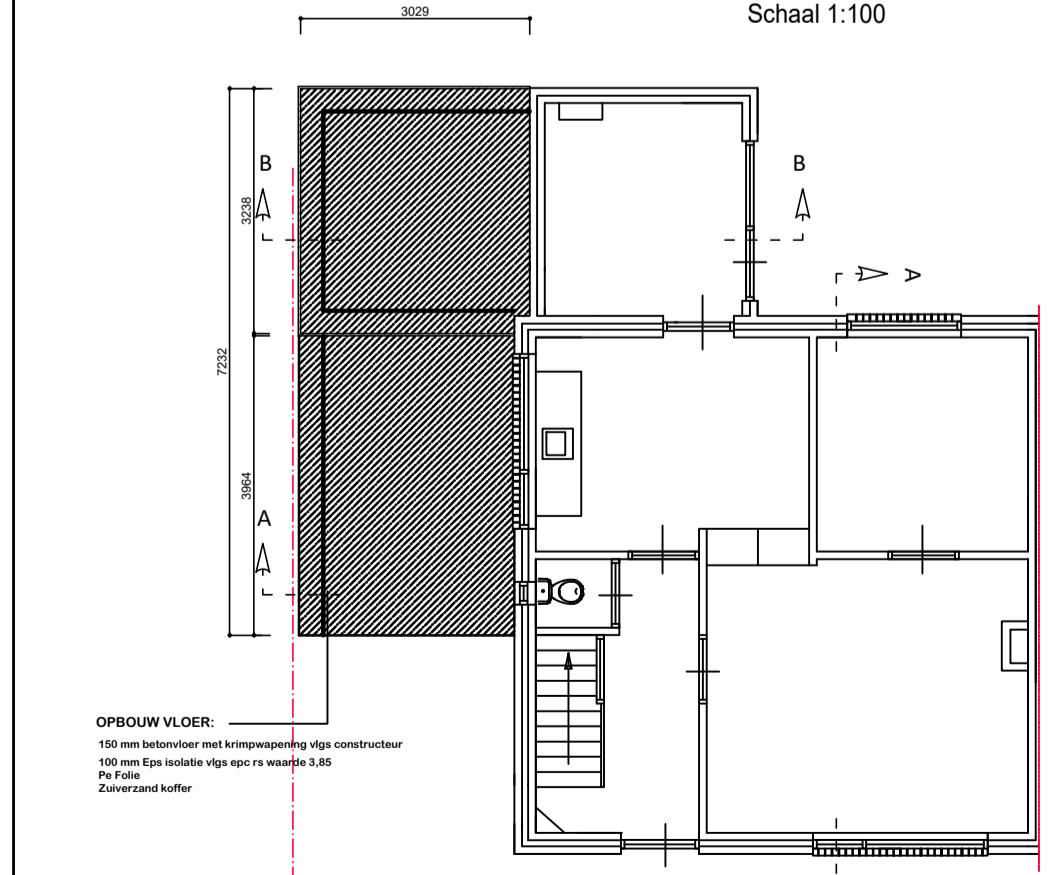 3029
Schaal 1:100
B
B
3238
A
7232
3964
A
OPBOUW VLOER:
150 mm betonvloer met krimpwapening vlgs constructeur
100 mm Eps isolatie vlgs epc rs waarde 3,85
Pe Folie
Zuiverzand koffer